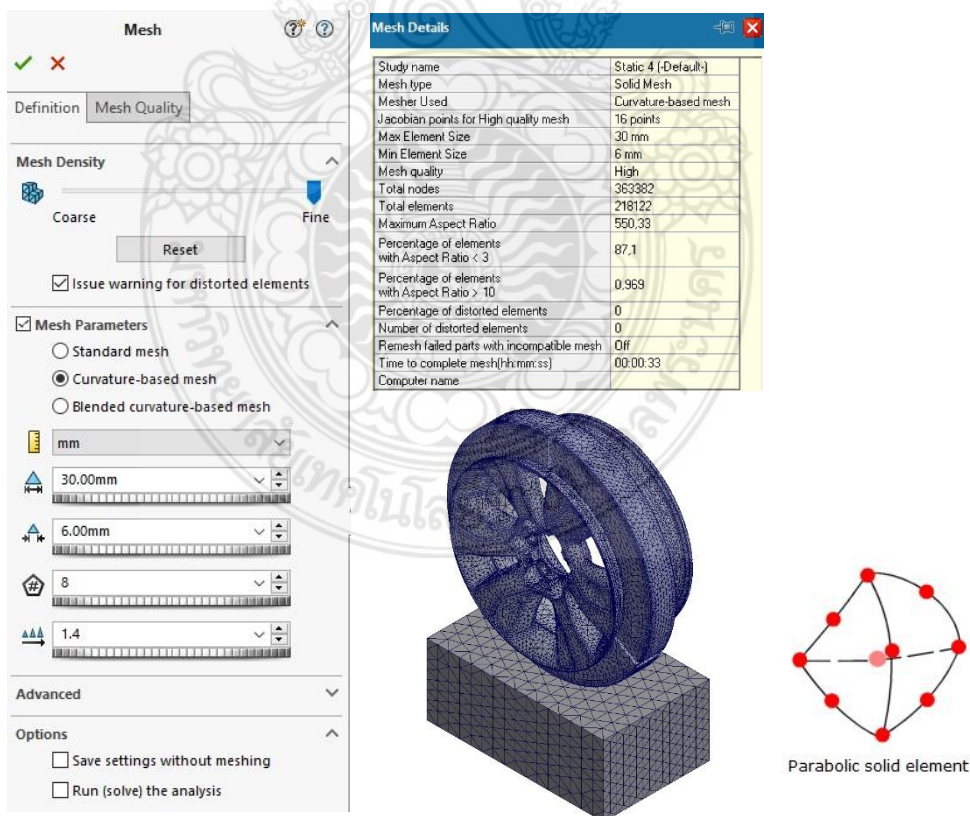 Mesh
Definition
Mesh Quality
Mesh Density
Coarse
Fine
Reset
Issue warning for distorted elements
Mesh Parameters
Standard mesh
Curvature-based mesh
Blended curvature-based mesh
mm
30.00mm
6.00mm
8
1.4
Advanced
Options
Save settings without meshing
Run (solve) the analysis
Mesh Details
Study name Static 4 (-Default-)
Mesh type Solid Mesh
Mesher Used Curvature-based mesh
Jacobian points for High quality mesh 16 points
Max Element Size 30 mm
Min Element Size 6 mm
Mesh quality High
Total nodes 363382
Total elements 218122
Maximum Aspect Ratio 550,33
Percentage of elements
with Aspect Ratio < 3 87,1
Percentage of elements
with Aspect Ratio > 10 0,969
Percentage of distorted elements 0
Number of distorted elements 0
Remesh failed parts with incompatible mesh Off
Time to complete mesh(hh:mm:ss) 00:00:33
Computer name
Parabolic solid element